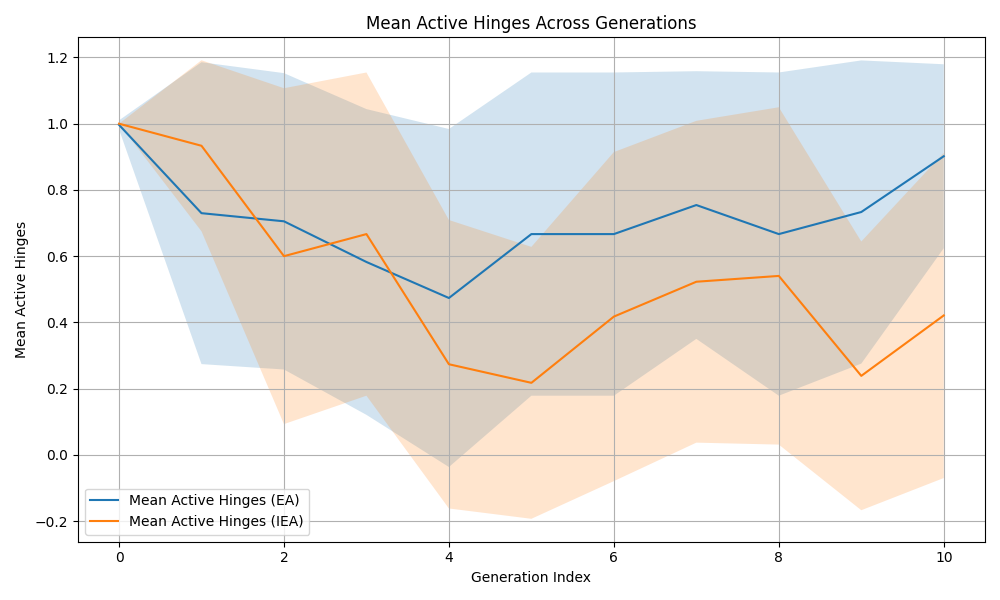 Mean Active Hinges Across Generations
Mean Active Hinges
1.2
1.0
0.8
0.6
0.4
0.2
0.0
−0.2
Mean Active Hinges (EA)
Mean Active Hinges (IEA)
0 2 4 6 8 10
Generation Index